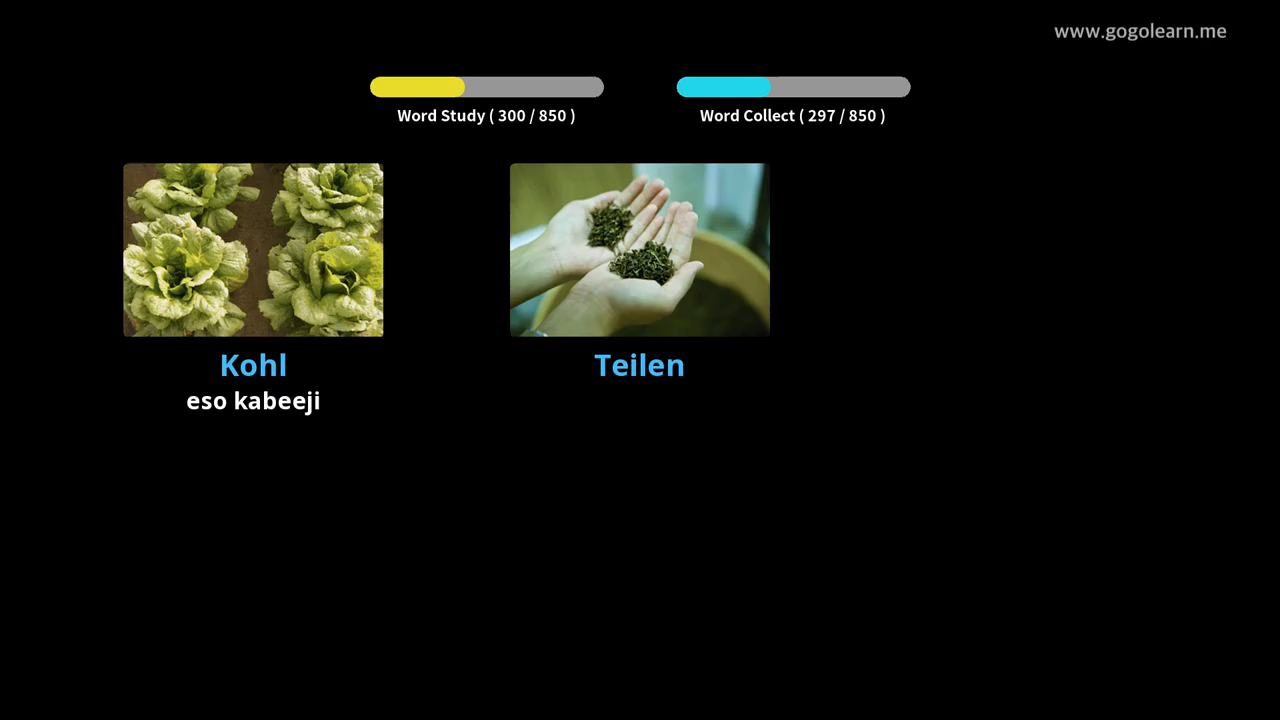 www.gogolearn.me
Word Study ( 300 / 850 )
Word Collect ( 297 / 850 )
Kohl
eso kabeeji
Teilen